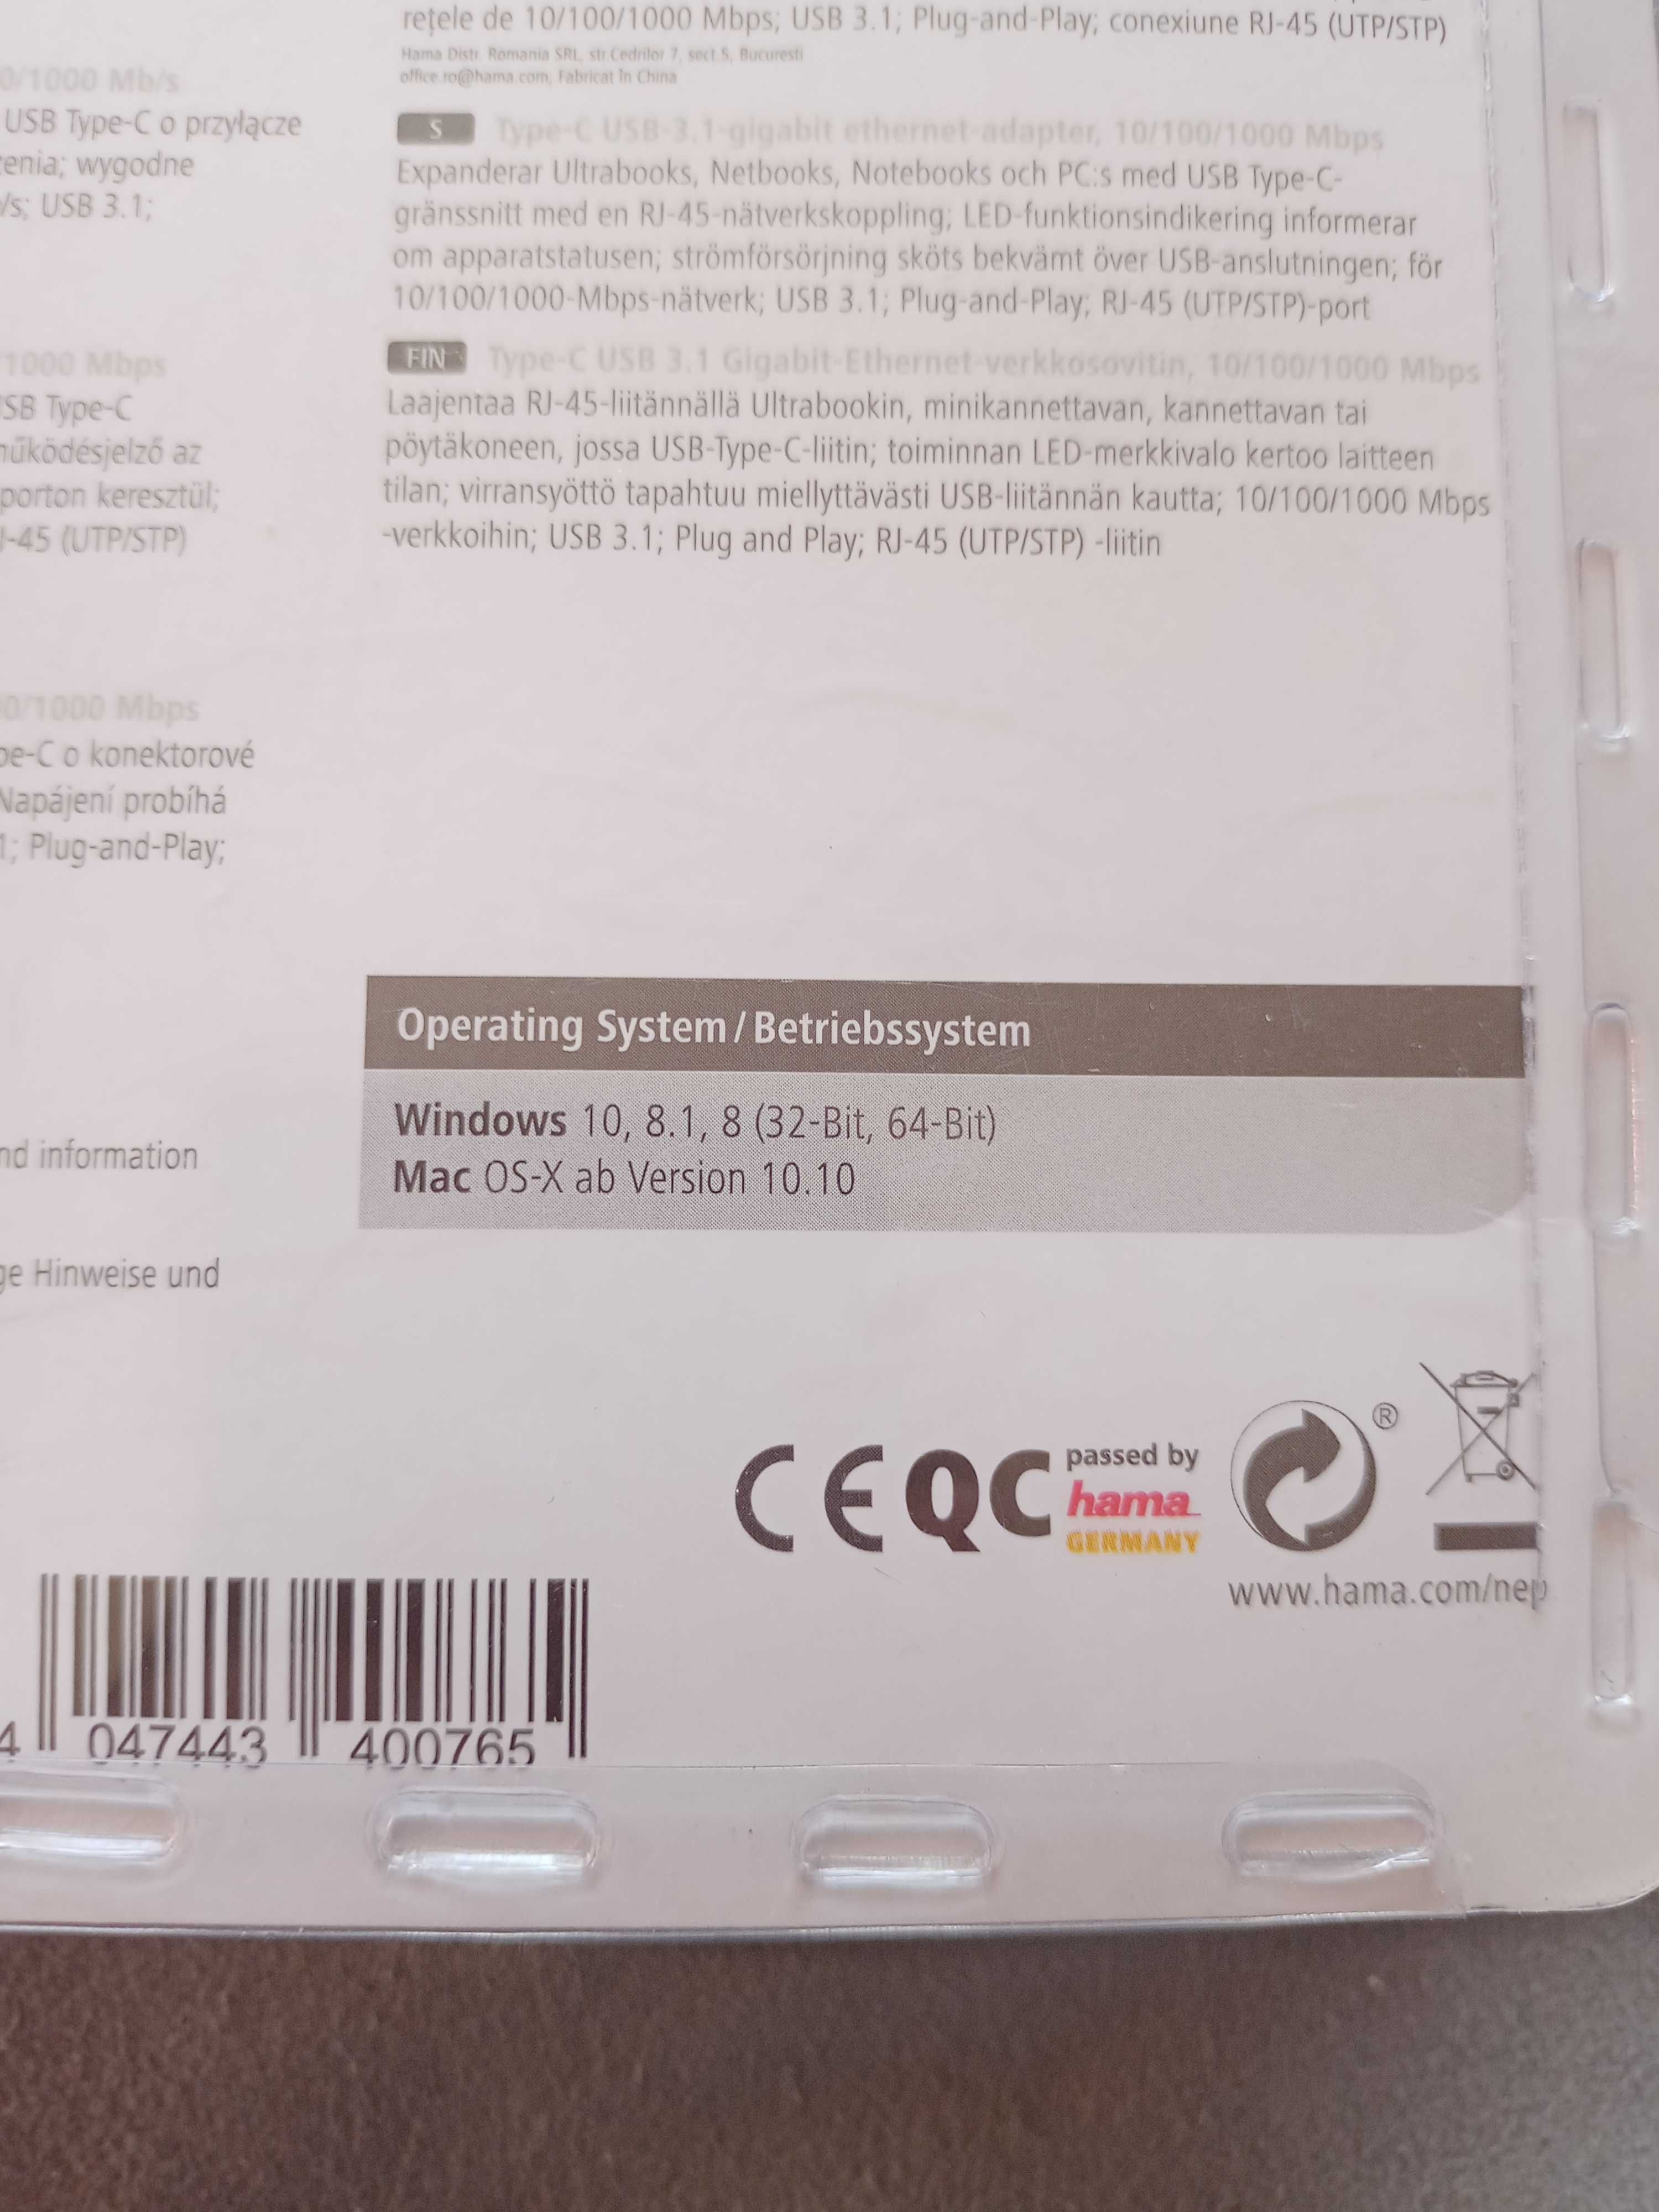 0/1000 Mb/s
USB Type-C o przyłącze
zenia; wygodne
/s; USB 3.1;
/1000 Mbps
SB Type-C
működésjelző az
porton keresztül;
J-45 (UTP/STP)
0/1000 Mbps
pe-C o konektorové
Napájení probíhá
1; Plug-and-Play;
nd information
ge Hinweise und
rețele de 10/100/1000 Mbps; USB 3.1; Plug-and-Play; conexiune RJ-45 (UTP/STP)
Hama Distr. Romania SRL, str.Cedrilor 7, sect.5, Bucuresti
office.ro@hama.com, Fabricat în China
S Type-C USB-3.1-gigabit ethernet-adapter, 10/100/1000 Mbps
Expanderar Ultrabooks, Netbooks, Notebooks och PC:s med USB Type-C-
gränssnitt med en RJ-45-nätverkskoppling; LED-funktionsindikering informerar
om apparatstatusen; strömförsörjning sköts bekvämt över USB-anslutningen; för
10/100/1000-Mbps-nätverk; USB 3.1; Plug-and-Play; RJ-45 (UTP/STP)-port
FIN Type-C USB 3.1 Gigabit-Ethernet-verkkosovitin, 10/100/1000 Mbps
Laajentaa RJ-45-liitännällä Ultrabookin, minikannettavan, kannettavan tai
pöytäkoneen, jossa USB-Type-C-liitin; toiminnan LED-merkkivalo kertoo laitteen
tilan; virransyöttö tapahtuu miellyttävästi USB-liitännän kautta; 10/100/1000 Mbps
-verkkoihin; USB 3.1; Plug and Play; RJ-45 (UTP/STP) -liitin
Operating System / Betriebssystem
Windows 10, 8.1, 8 (32-Bit, 64-Bit)
Mac OS-X ab Version 10.10
CE QC passed by
hama
GERMANY
®
www.hama.com/nep
4 047443 400765